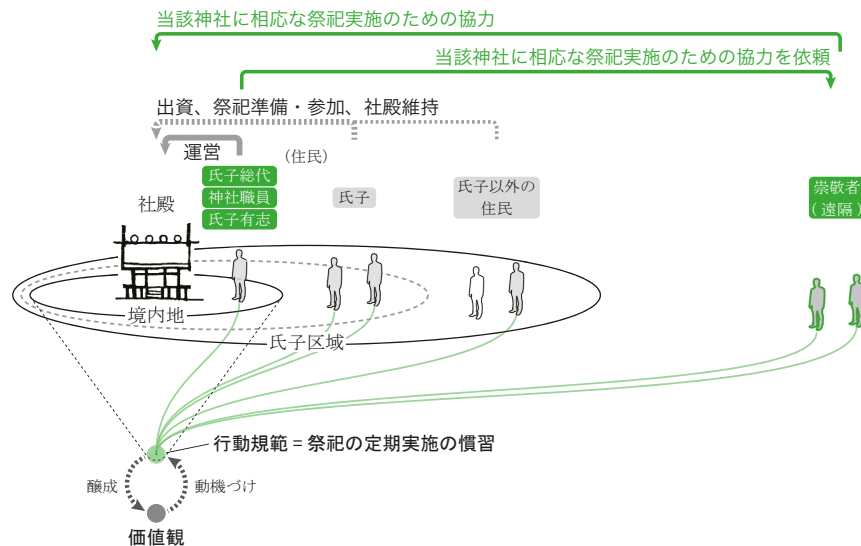 当該神社に相応な祭祀実施のための協力
当該神社に相応な祭祀実施のための協力を依頼
出資、祭祀準備・参加、社殿維持
運営
（住民）
氏子総代
神社職員
氏子有志
氏子
氏子以外の
住民
崇敬者
（遠隔）
社殿
境内地
氏子区域
行動規範 = 祭祀の定期実施の慣習
醸成
動機づけ
価値観